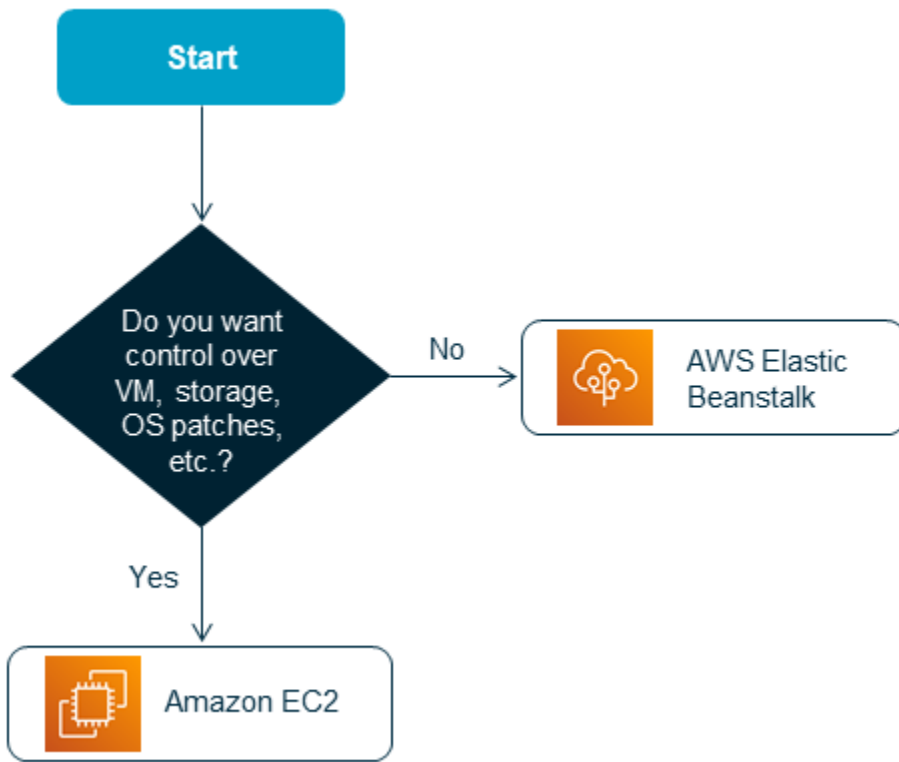 Start
Do you want
control over
VM, storage,
OS patches,
etc.?
No
AWS Elastic
Beanstalk
Yes
Amazon EC2